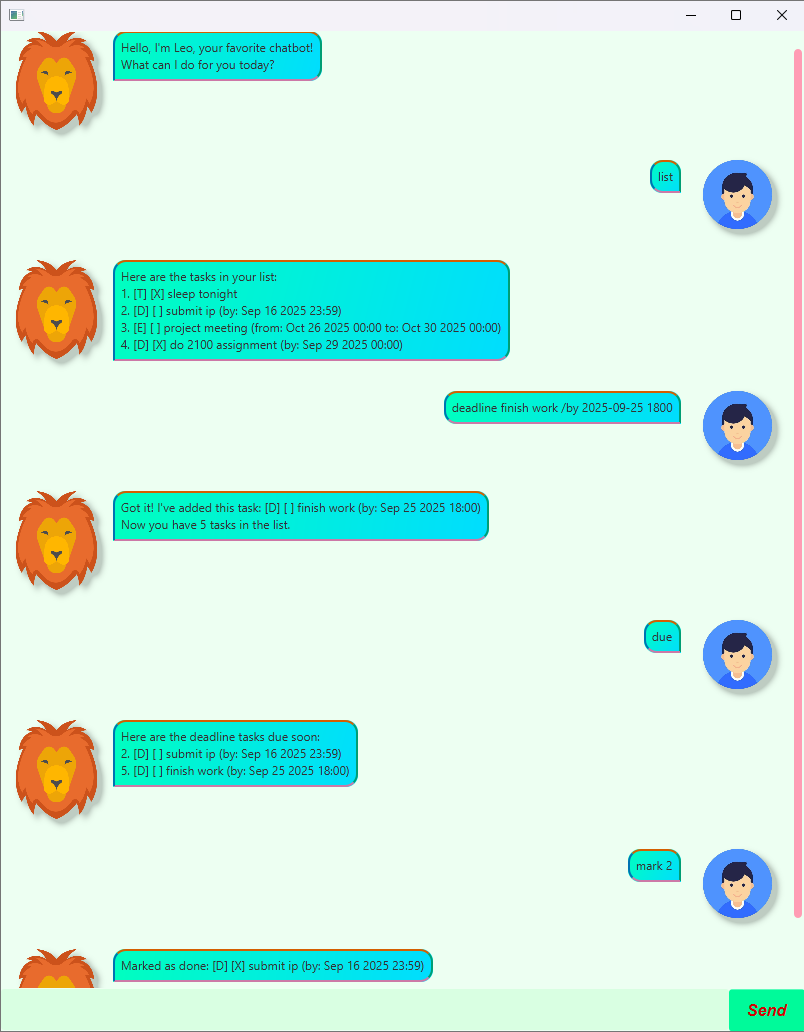 Hello, I'm Leo, your favorite chatbot!
What can I do for you today?
list
Here are the tasks in your list:
1. [T] [X] sleep tonight
2. [D] [ ] submit ip (by: Sep 16 2025 23:59)
3. [E] [ ] project meeting (from: Oct 26 2025 00:00 to: Oct 30 2025 00:00)
4. [D] [X] do 2100 assignment (by: Sep 29 2025 00:00)
deadline finish work /by 2025-09-25 1800
Got it! I've added this task: [D] [ ] finish work (by: Sep 25 2025 18:00)
Now you have 5 tasks in the list.
due
Here are the deadline tasks due soon:
2. [D] [ ] submit ip (by: Sep 16 2025 23:59)
5. [D] [ ] finish work (by: Sep 25 2025 18:00)
mark 2
Marked as done: [D] [X] submit ip (by: Sep 16 2025 23:59)
Send